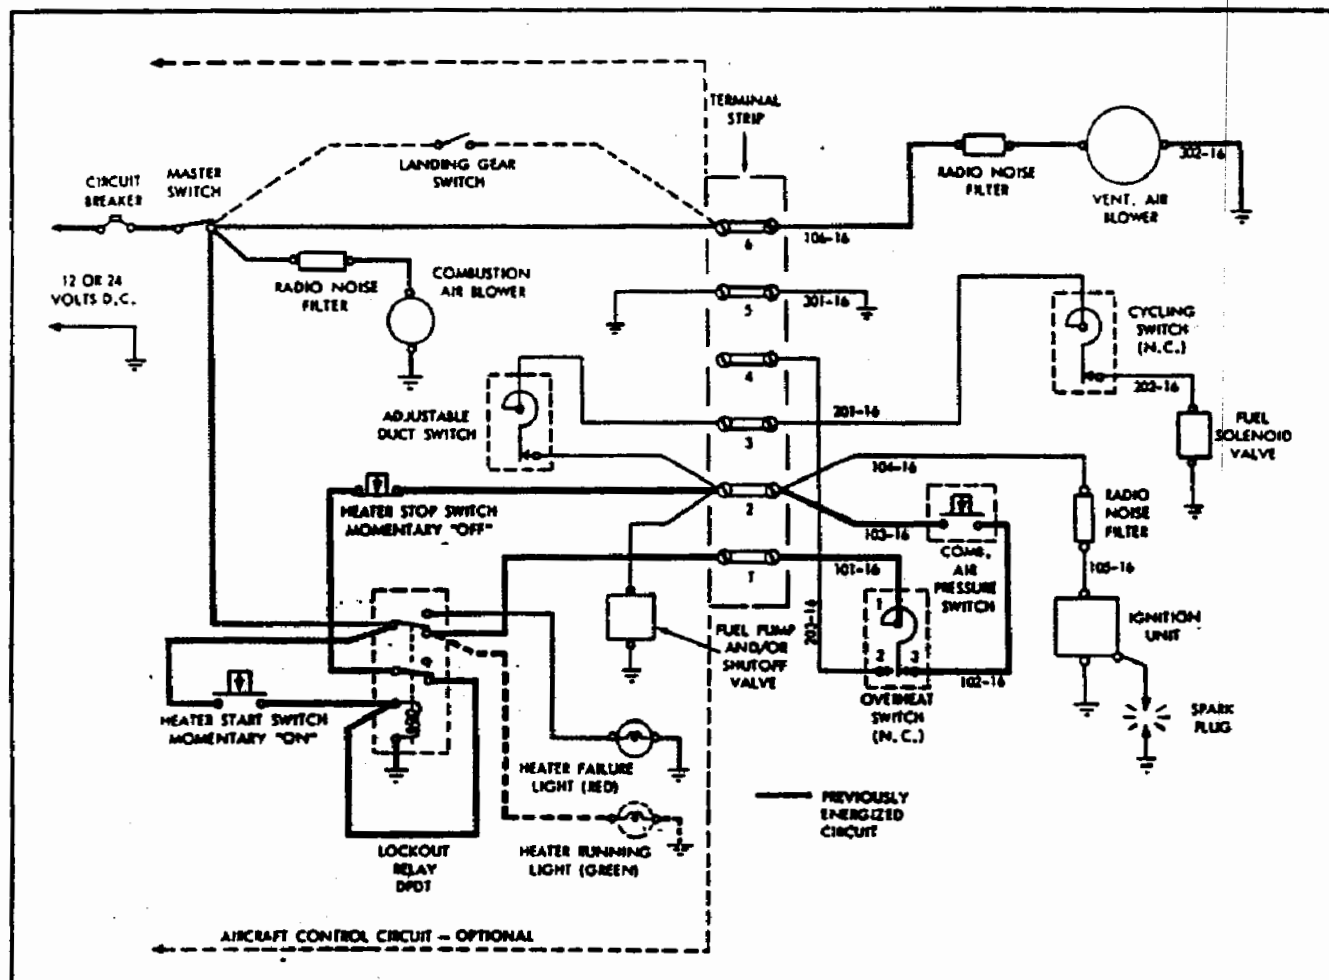 TERMINAL
STRIP
LANDING GEAR
SWITCH
MASTER
SWITCH
CIRCUIT
BREAKER
RADIO NOISE
FILTER
VENT. AIR
BLOWER
302-16
6
106-16
12 OR 24
VOLTS D.C.
RADIO NOISE
FILTER
COMBUSTION
AIR BLOWER
5
301-16
CYCLING
SWITCH
(N.C.)
4
202-16
ADJUSTABLE
DUCT SWITCH
3
201-16
FUEL
SOLENOID
VALVE
104-16
HEATER STOP SWITCH
MOMENTARY "OFF"
2
103-16
RADIO
NOISE
FILTER
COMB.
AIR
PRESSURE
SWITCH
1
101-16
105-16
203-16
1
2
3
102-16
IGNITION
UNIT
FUEL PUMP
AND/OR
SHUTOFF
VALVE
OVERHEAT
SWITCH
(N.C.)
SPARK
PLUG
HEATER START SWITCH
MOMENTARY "ON"
HEATER FAILURE
LIGHT (RED)
PREVIOUSLY
ENERGIZED
CIRCUIT
HEATER RUNNING
LIGHT (GREEN)
LOCKOUT
RELAY
DPDT
AIRCRAFT CONTROL CIRCUIT - OPTIONAL